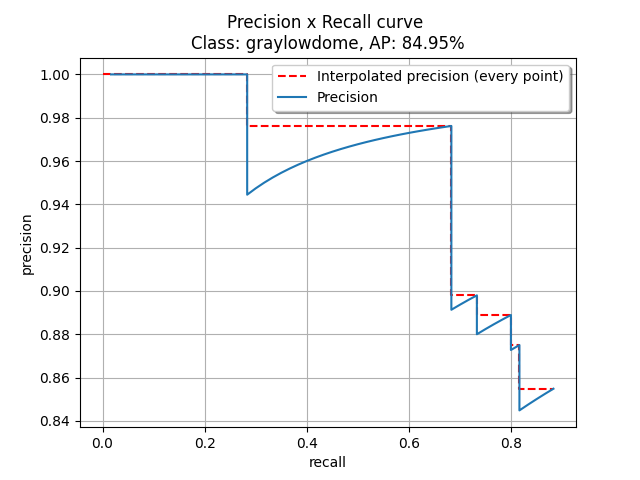 Precision x Recall curve
Class: graylowdome, AP: 84.95%
Interpolated precision (every point)
Precision
1.00
0.98
0.96
0.94
0.92
0.90
0.88
0.86
0.84
precision
0.0 0.2 0.4 0.6 0.8
recall